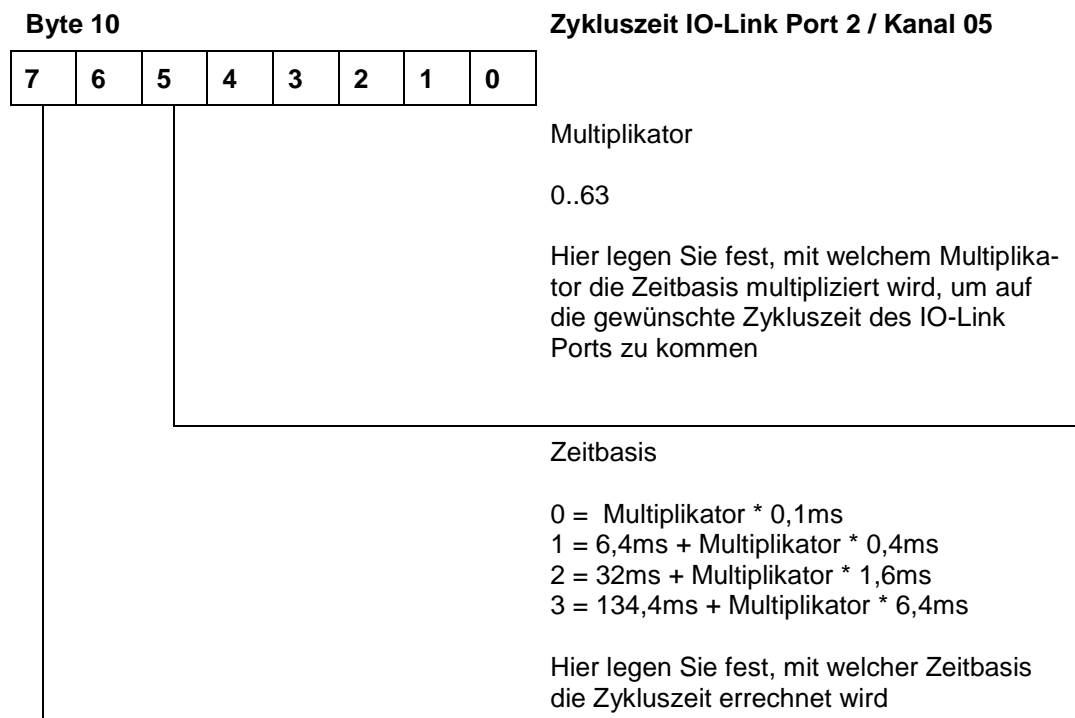 Byte 10 Zykluszeit IO-Link Port 2 / Kanal 05
7 6 5 4 3 2 1 0
Multiplikator
0..63
Hier legen Sie fest, mit welchem Multiplika-
tor die Zeitbasis multipliziert wird, um auf
die gewünschte Zykluszeit des IO-Link
Ports zu kommen
Zeitbasis
0 = Multiplikator * 0,1ms
1 = 6,4ms + Multiplikator * 0,4ms
2 = 32ms + Multiplikator * 1,6ms
3 = 134,4ms + Multiplikator * 6,4ms
Hier legen Sie fest, mit welcher Zeitbasis
die Zykluszeit errechnet wird